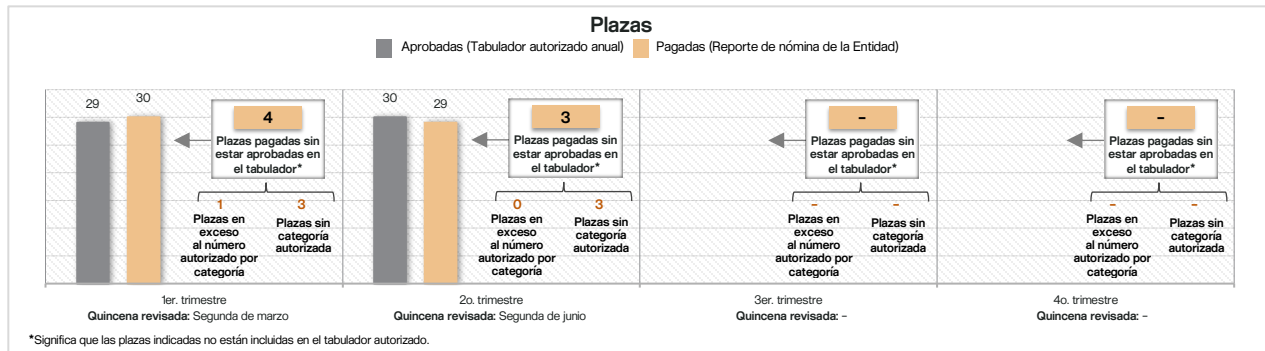 Plazas
Aprobadas (Tabulador autorizado anual) Pagadas (Reporte de nómina de la Entidad)
29
30
4
Plazas pagadas sin
estar aprobadas en
el tabulador*
1
Plazas en
exceso
al número
autorizado por
categoría
3
Plazas sin
categoría
autorizada
30
29
3
Plazas pagadas sin
estar aprobadas en
el tabulador*
0
Plazas en
exceso
al número
autorizado por
categoría
3
Plazas sin
categoría
autorizada
-
Plazas pagadas sin
estar aprobadas en
el tabulador*
-
Plazas en
exceso
al número
autorizado por
categoría
-
Plazas sin
categoría
autorizada
-
Plazas pagadas sin
estar aprobadas en
el tabulador*
-
Plazas en
exceso
al número
autorizado por
categoría
-
Plazas sin
categoría
autorizada
1er. trimestre
Quincena revisada: Segunda de marzo
2o. trimestre
Quincena revisada: Segunda de junio
3er. trimestre
Quincena revisada: -
4o. trimestre
Quincena revisada: -
*Significa que las plazas indicadas no están incluidas en el tabulador autorizado.